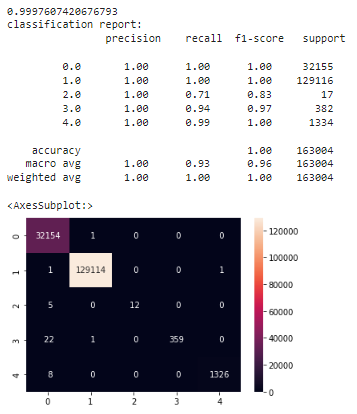 0.9997607420676793
classification report:
precision recall f1-score support
0.0 1.00 1.00 1.00 32155
1.0 1.00 1.00 1.00 129116
2.0 1.00 0.71 0.83 17
3.0 1.00 0.94 0.97 382
4.0 1.00 0.99 1.00 1334
accuracy 1.00 163004
macro avg 1.00 0.93 0.96 163004
weighted avg 1.00 1.00 1.00 163004
<AxesSubplot:>
0 32154 1 0 0 0
1 1 129114 0 0 1
2 5 0 12 0 0
3 22 1 0 359 0
4 8 0 0 0 1326
0 1 2 3 4
120000
100000
80000
60000
40000
20000
0